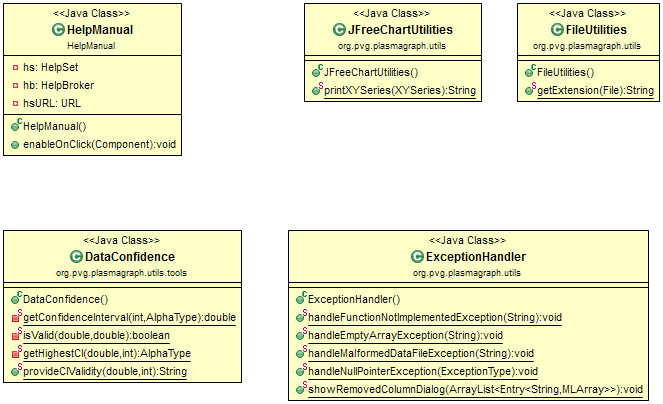 <<Java Class>>
HelpManual
HelpManual
hs: HelpSet
hb: HelpBroker
hsURL: URL
HelpManual()
enableOnClick(Component):void
<<Java Class>>
JFreeChartUtilities
org.pvg.plasmagraph.utils
JFreeChartUtilities()
printXYSeries(XYSeries):String
<<Java Class>>
FileUtilities
org.pvg.plasmagraph.utils
FileUtilities()
getExtension(File):String
<<Java Class>>
DataConfidence
org.pvg.plasmagraph.utils.tools
DataConfidence()
getConfidenceInterval(int,AlphaType):double
isValid(double,double):boolean
getHighestCI(double,int):AlphaType
provideCIValidity(double,int):String
<<Java Class>>
ExceptionHandler
org.pvg.plasmagraph.utils
ExceptionHandler()
handleFunctionNotImplementedException(String):void
handleEmptyArrayException(String):void
handleMalformedDataFileException(String):void
handleNullPointerException(ExceptionType):void
showRemovedColumnDialog(ArrayList<Entry<String,MLArray>>):void